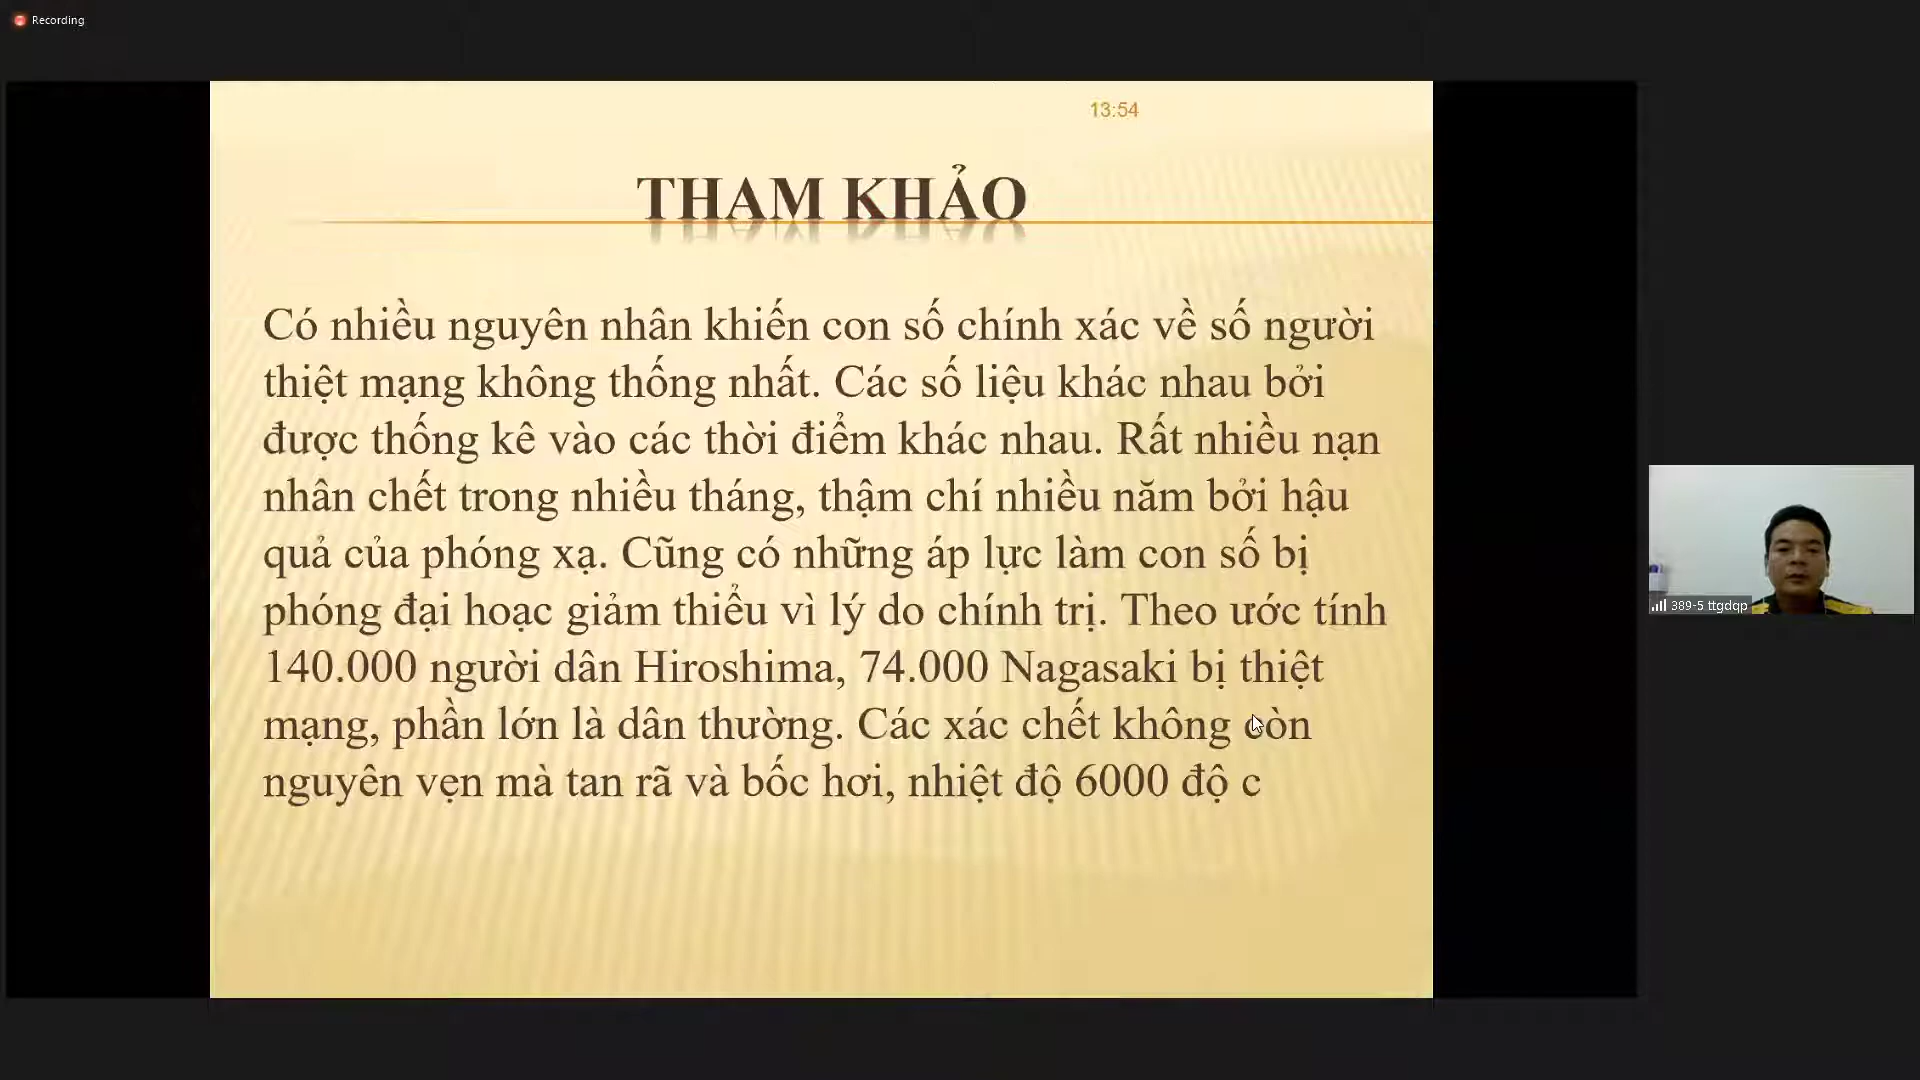 Recording
13:54
THAM KHẢO
Có nhiều nguyên nhân khiến con số chính xác về số người
thiệt mạng không thống nhất. Các số liệu khác nhau bởi
được thống kê vào các thời điểm khác nhau. Rất nhiều nạn
nhân chết trong nhiều tháng, thậm chí nhiều năm bởi hậu
quả của phóng xạ. Cũng có những áp lực làm con số bị
phóng đại hoạc giảm thiểu vì lý do chính trị. Theo ước tính
140.000 người dân Hiroshima, 74.000 Nagasaki bị thiệt
mạng, phần lớn là dân thường. Các xác chết không còn
nguyên vẹn mà tan rã và bốc hơi, nhiệt độ 6000 độ c
389-5 ttgdqp